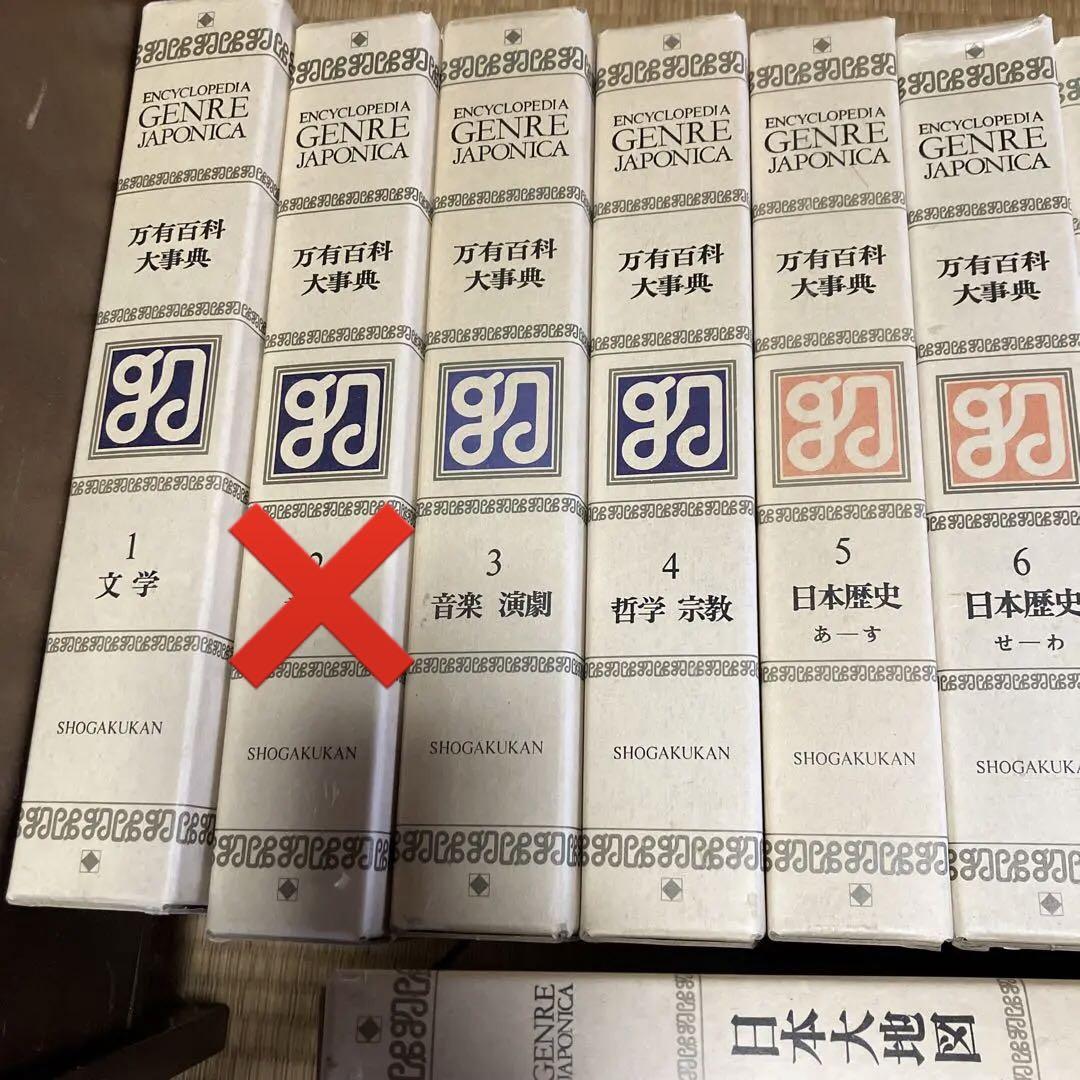 ENCYCLOPEDIA
GENRE
JAPONICA
万有百科
大事典
1
文学
SHOGAKUKAN
ENCYCLOPEDIA
GENRE
JAPONICA
万有百科
大事典
SHOGAKUKAN
ENCYCLOPEDIA
GENRE
JAPONICA
万有百科
大事典
3
音楽 演劇
SHOGAKUKAN
ENCYCLOPEDIA
GENRE
JAPONICA
万有百科
大事典
4
哲学 宗教
SHOGAKUKAN
ENCYCLOPEDIA
GENRE
JAPONICA
万有百科
大事典
5
日本歴史
あ―す
SHOGAKUKAN
ENCYCLOPEDIA
GENRE
JAPONICA
万有百科
大事典
6
日本歴史
せ―わ
SHOGAKUKA
GENRE
JAPONICA
日本大地図